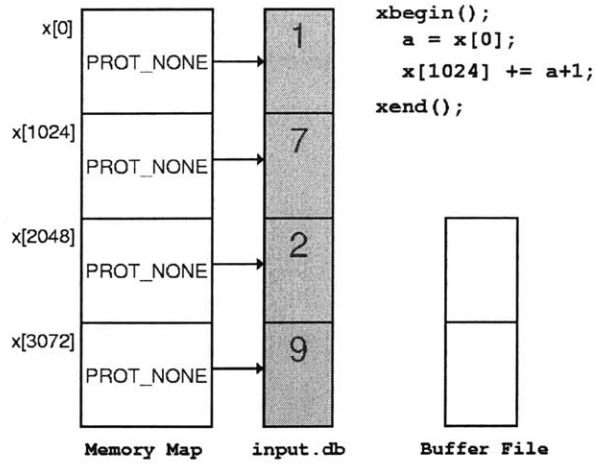 x[0]
PROT_NONE
1
x[1024]
PROT_NONE
7
x[2048]
PROT_NONE
2
x[3072]
PROT_NONE
9
Memory Map
input.db
Buffer File
xbegin();
a = x[0];
x[1024] += a+1;
xend();